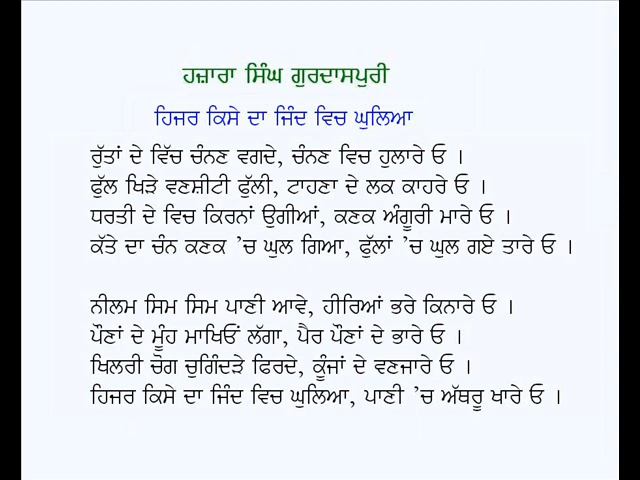 ਹਜ਼ਾਰਾ ਸਿੰਘ ਗੁਰਦਾਸਪੁਰੀ
ਹਿਜਰ ਕਿਸੇ ਦਾ ਜਿੰਦ ਵਿਚ ਘੁਲਿਆ
ਰੁੱਤਾਂ ਦੇ ਵਿੱਚ ਚੰਨਣ ਵਗਦੇ, ਚੰਨਣ ਵਿਚ ਹੁਲਾਰੇ ਓ ।
ਫੁੱਲ ਖਿੜੇ ਵਣਸ਼ੀਟੀ ਫੁੱਲੀ, ਟਾਹਣਾ ਦੇ ਲਕ ਕਾਹਰੇ ਓ ।
ਧਰਤੀ ਦੇ ਵਿਚ ਕਿਰਨਾਂ ਉਗੀਆਂ, ਕਣਕ ਅੰਗੂਰੀ ਮਾਰੇ ਓ ।
ਕੱਤੇ ਦਾ ਚੰਨ ਕਣਕ ’ਚ ਘੁਲ ਗਿਆ, ਫੁੱਲਾਂ ’ਚ ਘੁਲ ਗਏ ਤਾਰੇ ਓ ।
ਨੀਲਮ ਸਿਮ ਸਿਮ ਪਾਣੀ ਆਵੇ, ਹੀਰਿਆਂ ਭਰੇ ਕਿਨਾਰੇ ਓ ।
ਪੌਣਾਂ ਦੇ ਮੂੰਹ ਮਾਖਿਓਂ ਲੱਗਾ, ਪੈਰ ਪੌਣਾਂ ਦੇ ਭਾਰੇ ਓ ।
ਖਿਲਰੀ ਚੋਗ ਚੁਗਿੰਦੜੇ ਫਿਰਦੇ, ਕੂੰਜਾਂ ਦੇ ਵਣਜਾਰੇ ਓ ।
ਹਿਜਰ ਕਿਸੇ ਦਾ ਜਿੰਦ ਵਿਚ ਘੁਲਿਆ, ਪਾਣੀ ’ਚ ਅੱਥਰੂ ਖਾਰੇ ਓ ।